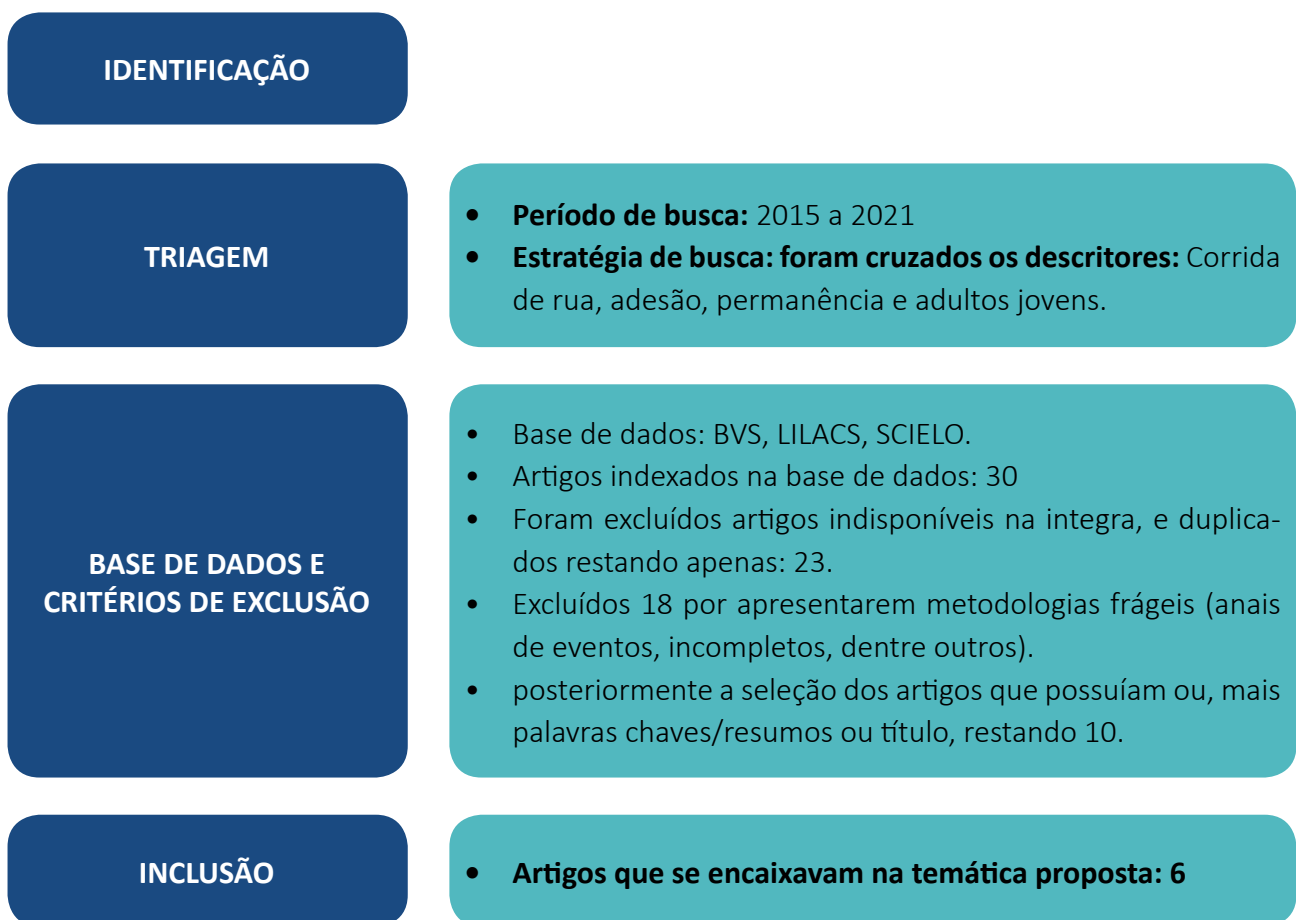 IDENTIFICAÇÃO
TRIAGEM
• Período de busca: 2015 a 2021
• Estratégia de busca: foram cruzados os descritores: Corrida
de rua, adesão, permanência e adultos jovens.
BASE DE DADOS E
CRITÉRIOS DE EXCLUSÃO
• Base de dados: BVS, LILACS, SCIELO.
• Artigos indexados na base de dados: 30
• Foram excluídos artigos indisponíveis na integra, e duplica-
dos restando apenas: 23.
• Excluídos 18 por apresentarem metodologias frágeis (anais
de eventos, incompletos, dentre outros).
• posteriormente a seleção dos artigos que possuíam ou, mais
palavras chaves/resumos ou título, restando 10.
INCLUSÃO
• Artigos que se encaixavam na temática proposta: 6